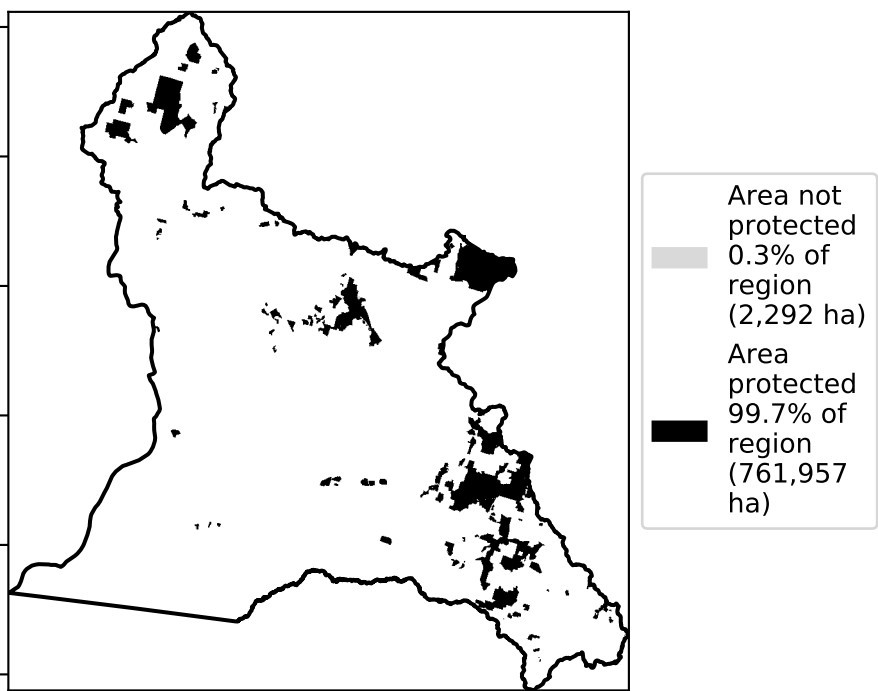 Area not
protected
0.3% of
region
(2,292 ha)
Area
protected
99.7% of
region
(761,957
ha)